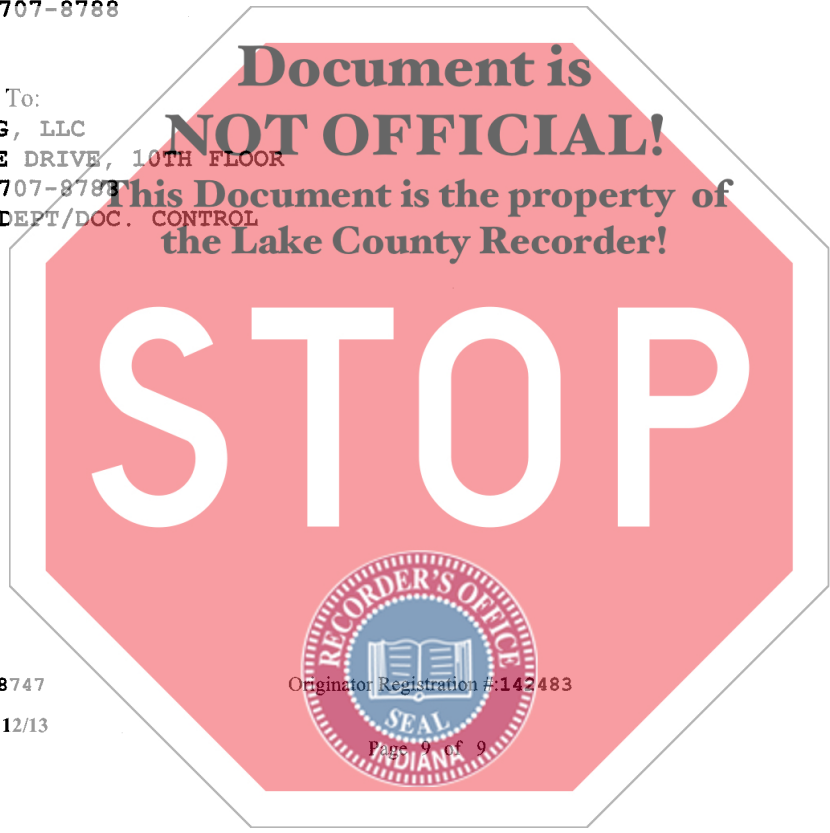 707-8788
Document is
To:
NOT OFFICIAL!
G, LLC
E DRIVE, 10TH FLOOR
707-8788
This Document is the property of
DEPT/DOC. CONTROL
the Lake County Recorder!
STOP
RECORDER'S OFFICE
8747
Originator Registration #:142483
SEAL
12/13
Page 9 of 9
INDIANA